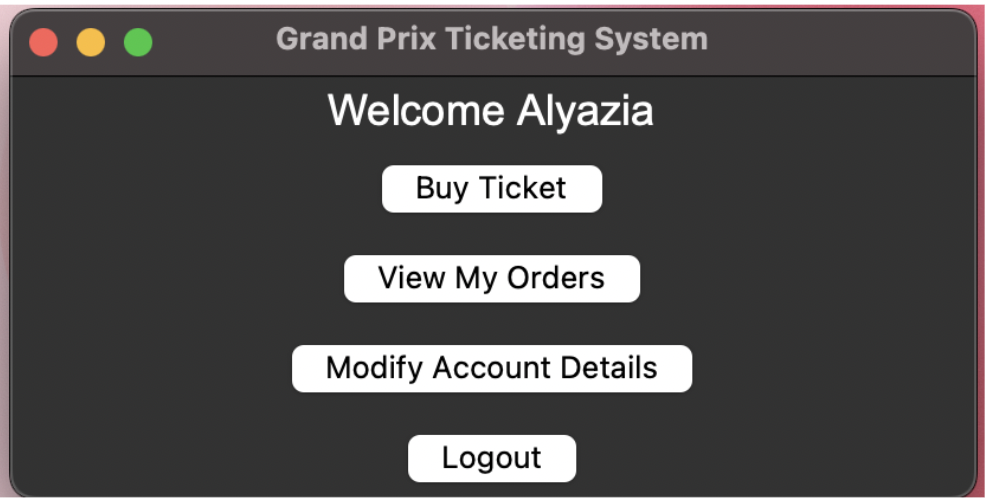 Grand Prix Ticketing System
Welcome Alyazia
Buy Ticket
View My Orders
Modify Account Details
Logout